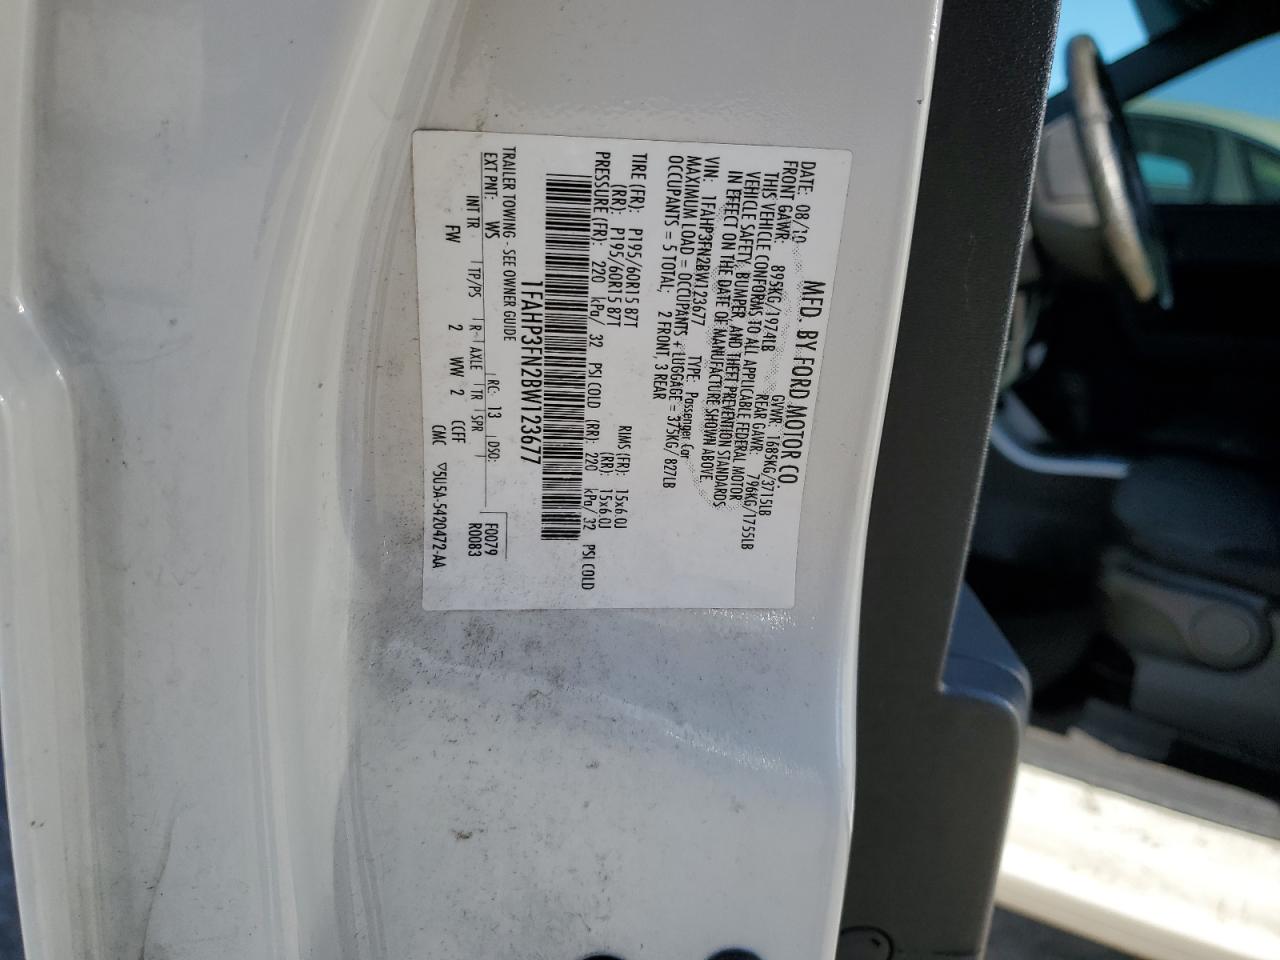 MFD. BY FORD MOTOR CO.
DATE: 08/10 GVWR: 1685KG/3715LB
FRONT GAWR: 895KG/1974LB REAR GAWR: 796KG/1755LB
THIS VEHICLE CONFORMS TO ALL APPLICABLE FEDERAL MOTOR
VEHICLE SAFETY, BUMPER, AND THEFT PREVENTION STANDARDS
IN EFFECT ON THE DATE OF MANUFACTURE SHOWN ABOVE.
VIN: 1FAHP3FN2BW123677 TYPE: Passenger Car
MAXIMUM LOAD = OCCUPANTS + LUGGAGE = 375KG/ 827LB
OCCUPANTS = 5 TOTAL; 2 FRONT, 3 REAR
TIRE (FR): P195/60R15 87T RIMS (FR): 15x6.0J
(RR): P195/60R15 87T (RR): 15x6.0J
PRESSURE (FR): 220 kPa/ 32 PSI COLD (RR): 220 kPa/ 32 PSI COLD
1FAHP3FN2BW123677
TRAILER TOWING - SEE OWNER GUIDE
EXT PNT: WS RC: 13 DSO: F0079
R0083
INT TR TP/PS R AXLE TR SPR
FW 2 WW 2 CCFF
CMC ▽5U5A-5420472-AA